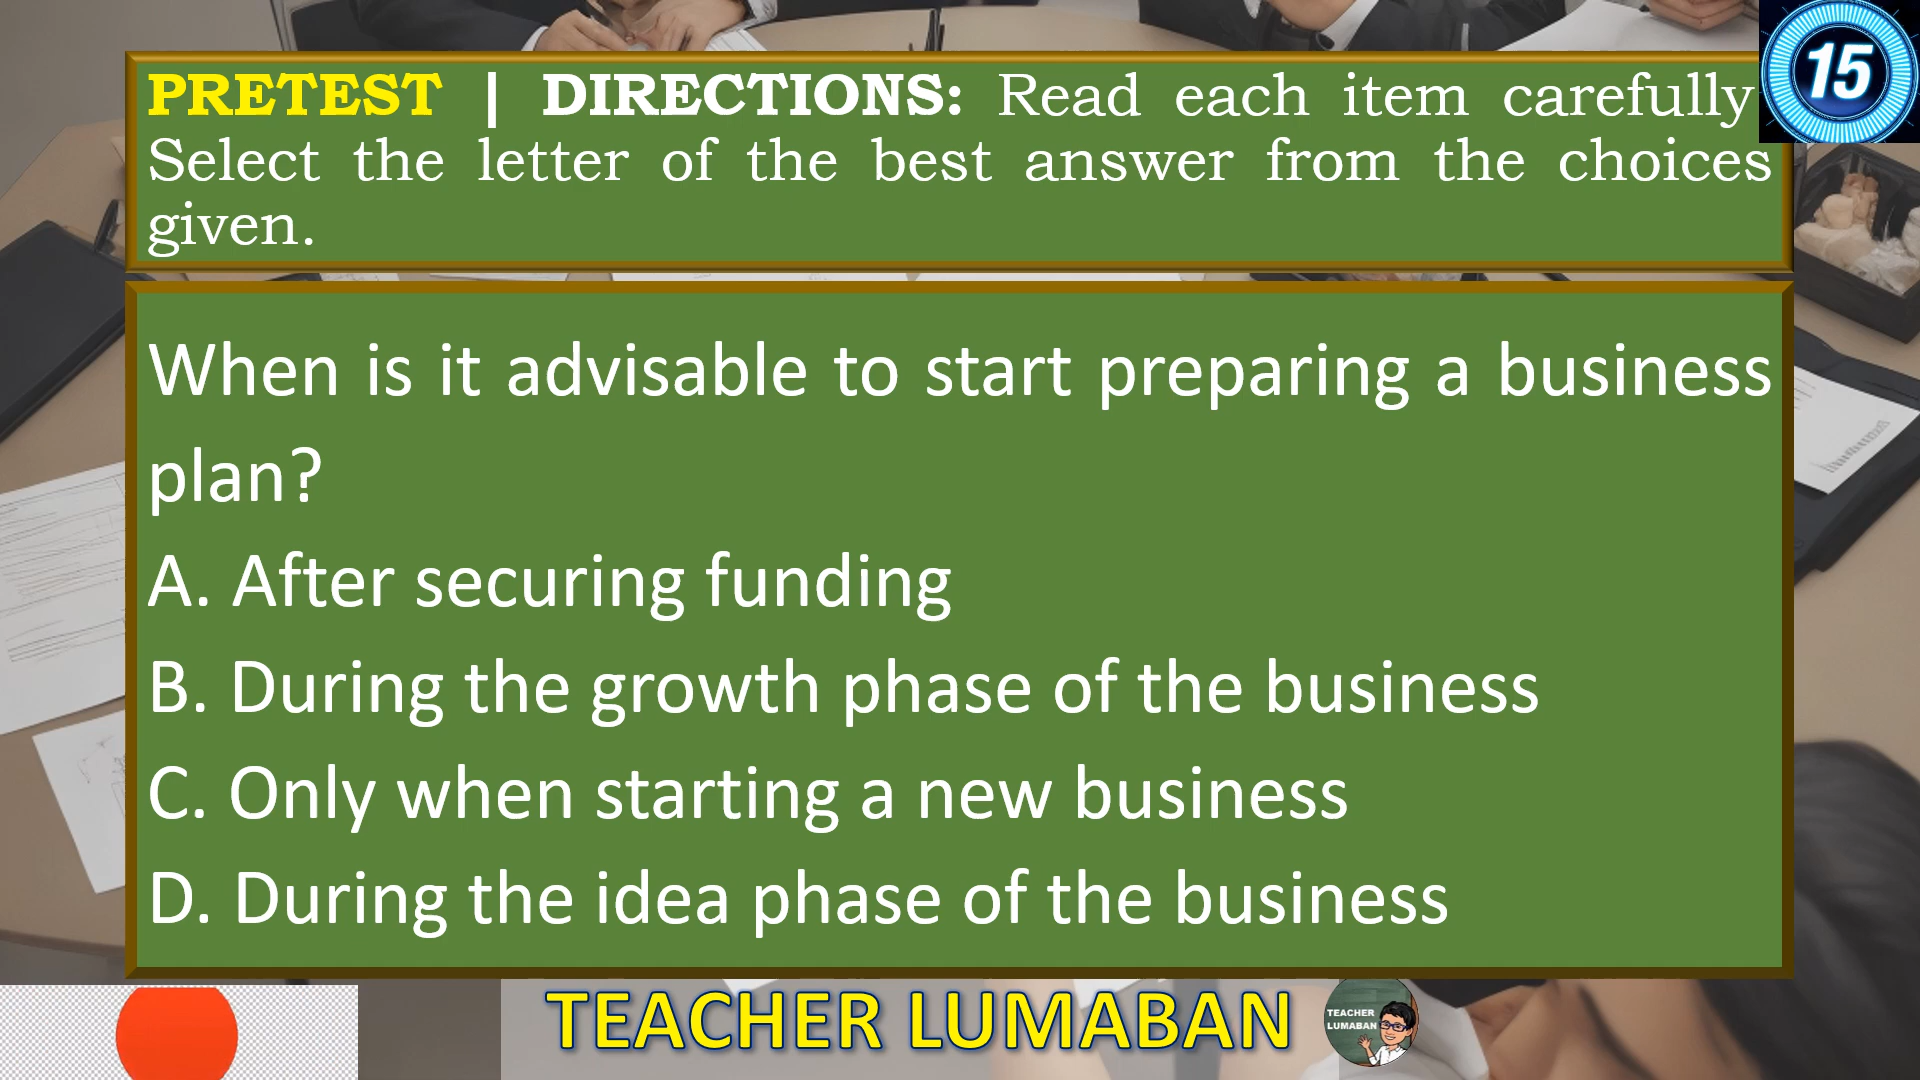 PRETEST | DIRECTIONS: Read each item carefully
Select the letter of the best answer from the choices
given.
15
When is it advisable to start preparing a business
plan?
A. After securing funding
B. During the growth phase of the business
C. Only when starting a new business
D. During the idea phase of the business
TEACHER LUMABAN
TEACHER
LUMABAN